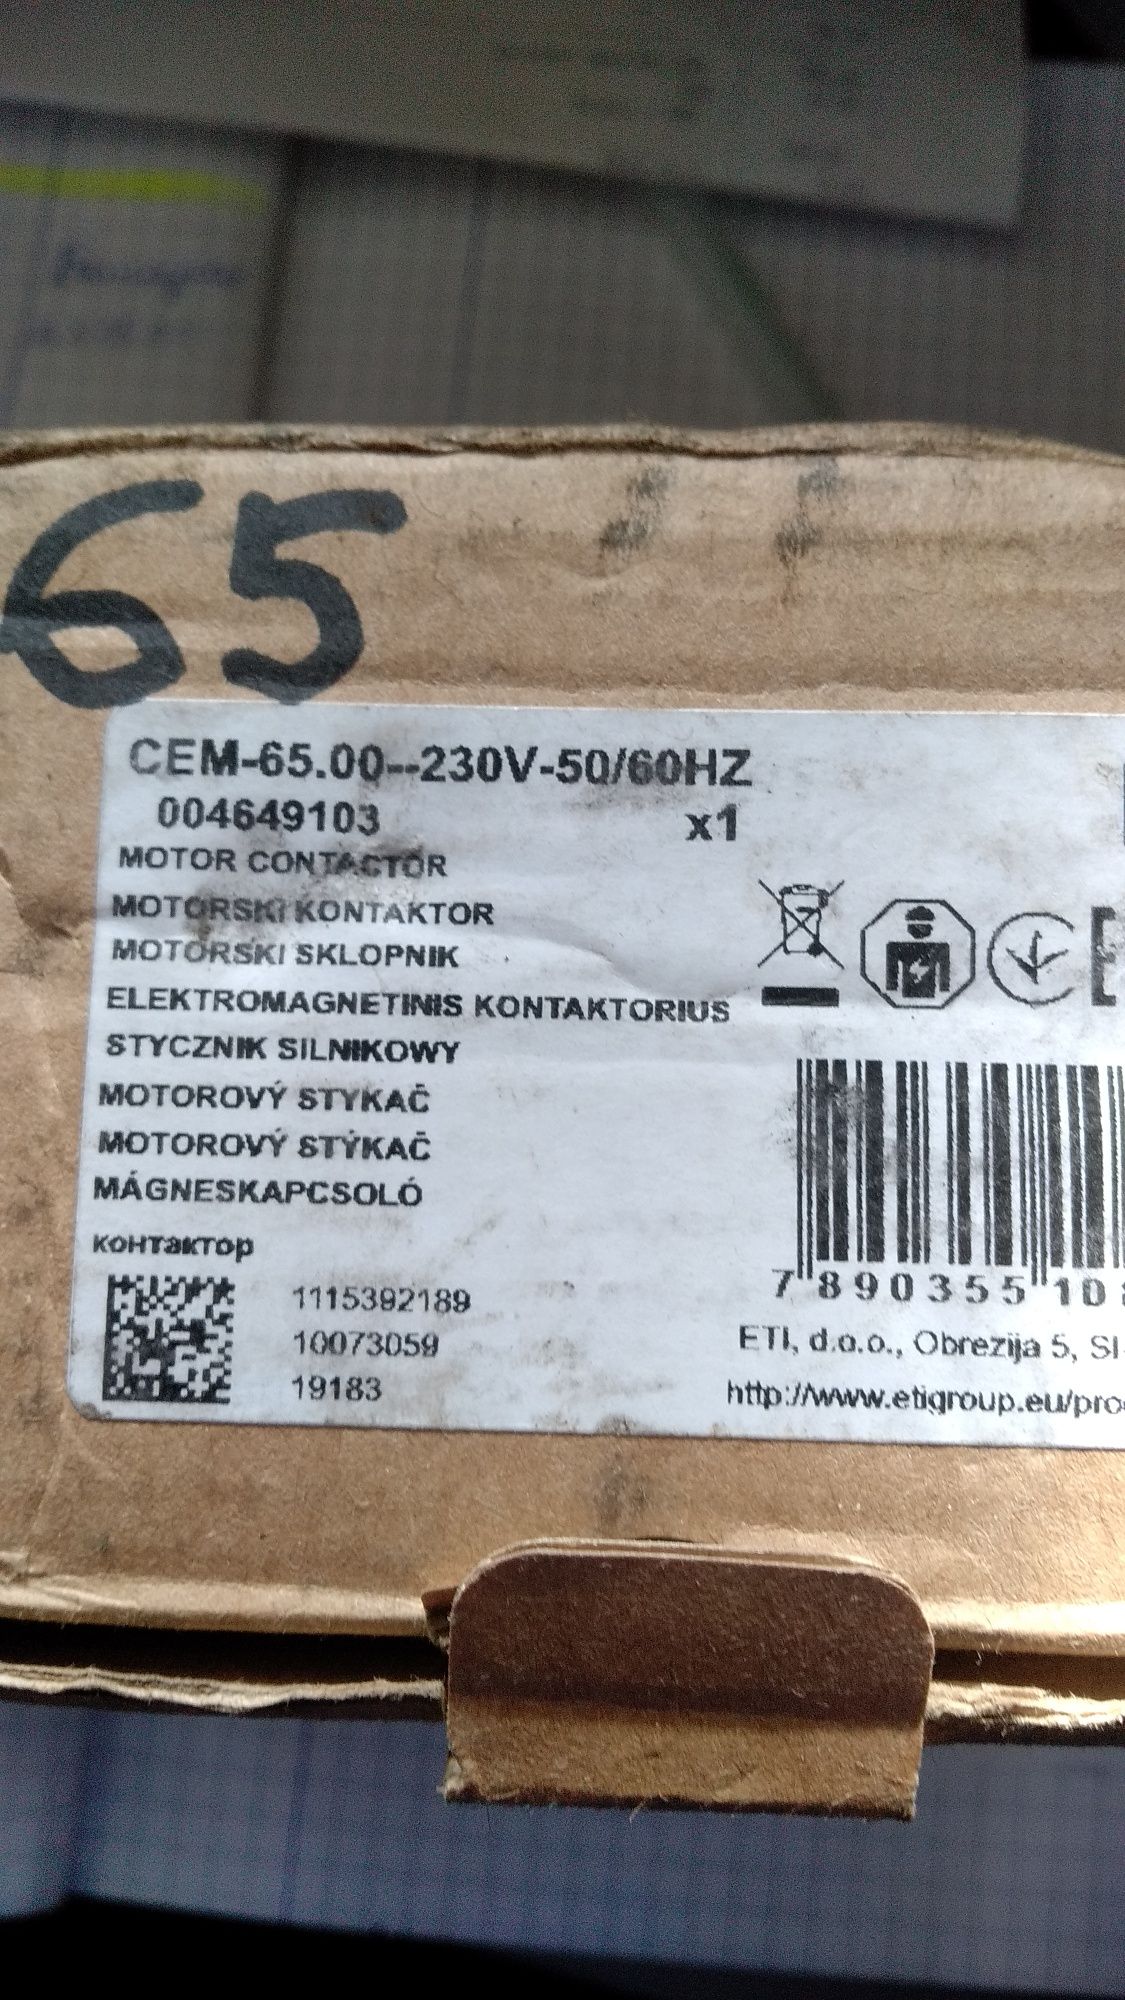 65
CEM-65.00--230V-50/60HZ
004649103 x1
MOTOR CONTACTOR
MOTORSKI KONTAKTOR
MOTORSKI SKLOPNIK
ELEKTROMAGNETINIS KONTAKTORIUS
STYCZNIK SILNIKOWY
MOTOROVÝ STYKAČ
MOTOROVÝ STÝKAČ
MÁGNESKAPCSOLÓ
контактор
1115392189
10073059
19183
7 890355 10
ETI, d.o.o., Obrezija 5, SI-
http://www.etigroup.eu/pro